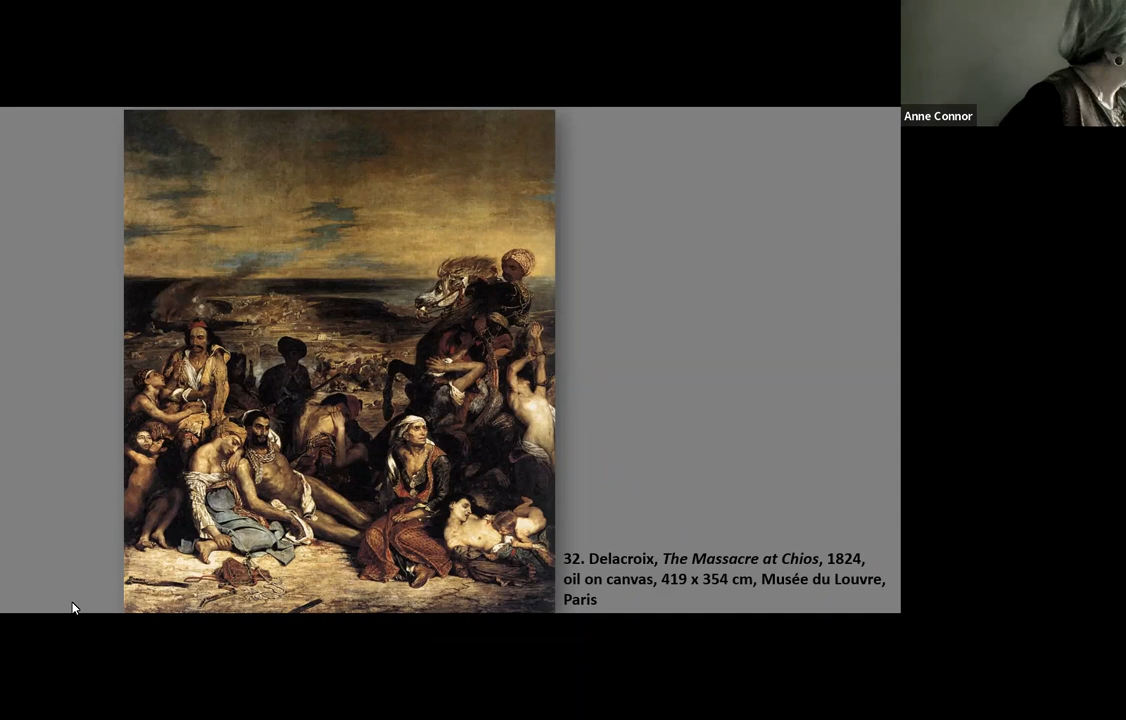 Anne Connor
32. Delacroix, The Massacre at Chios, 1824,
oil on canvas, 419 x 354 cm, Musée du Louvre,
Paris